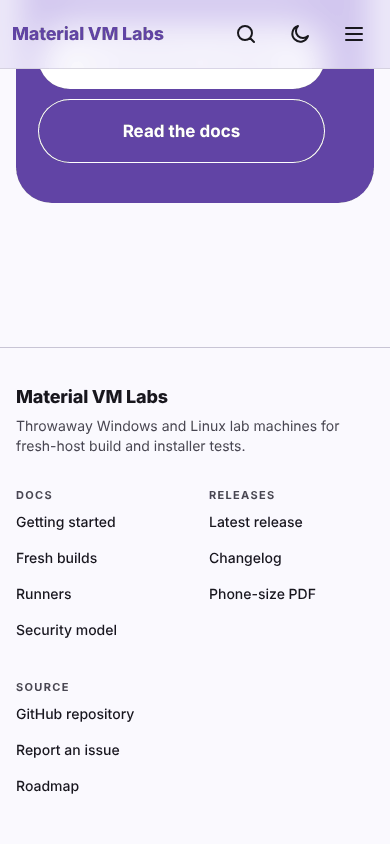 Material VM Labs
Read the docs
Material VM Labs
Throwaway Windows and Linux lab machines for
fresh-host build and installer tests.
DOCS
Getting started
Fresh builds
Runners
Security model
RELEASES
Latest release
Changelog
Phone-size PDF
SOURCE
GitHub repository
Report an issue
Roadmap